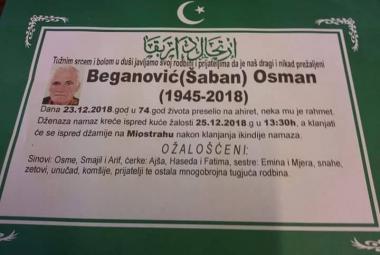 Tužnim srcem i bolom u duši javljamo svoj rodbini i prijateljima da je naš dragi i nikad prežaljeni
Beganović(Šaban) Osman
(1945-2018)
Dana 23.12.2018.god u 74 god života preselio na ahiret, neka mu je rahmet.
Dženaza namaz kreće ispred kuće žalosti 25.12.2018 g u 13:30h, a klanjati
će se ispred džamije na Miostrahu nakon klanjanja ikindije namaza.
OŽALOŠĆENI:
Sinovi: Osme, Smajil i Arif, ćerke: Ajša, Haseda i Fatima, sestre: Emina i Mjera, snahe,
zetovi, unučad, komšije, prijatelji te ostala mnogobrojna tugujuća rodbina.